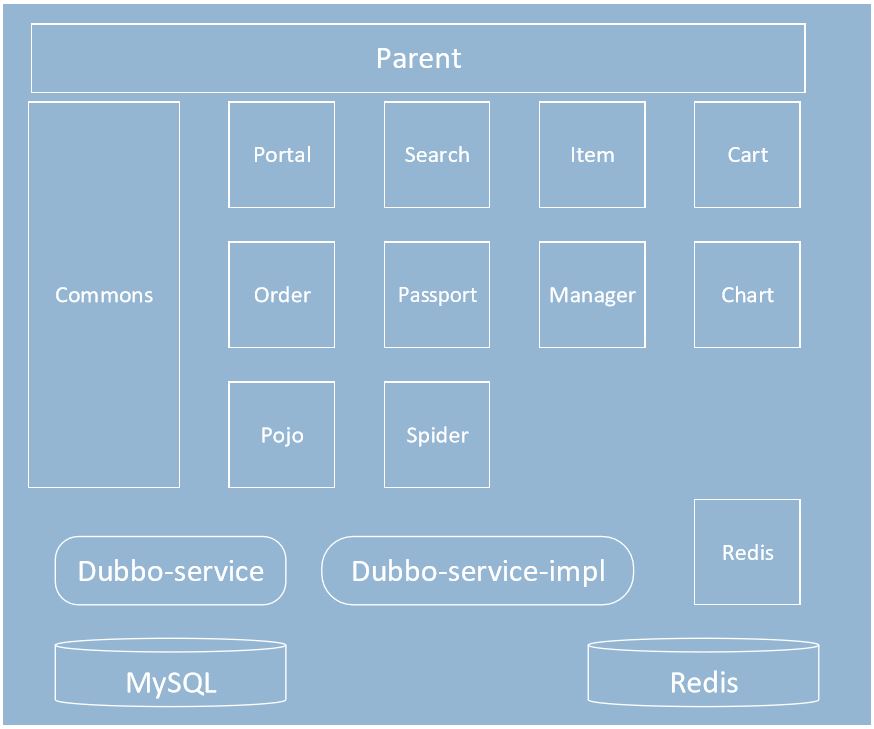 Parent
Commons
Portal
Search
Item
Cart
Order
Passport
Manager
Chart
Pojo
Spider
Redis
Dubbo-service
Dubbo-service-impl
MySQL
Redis